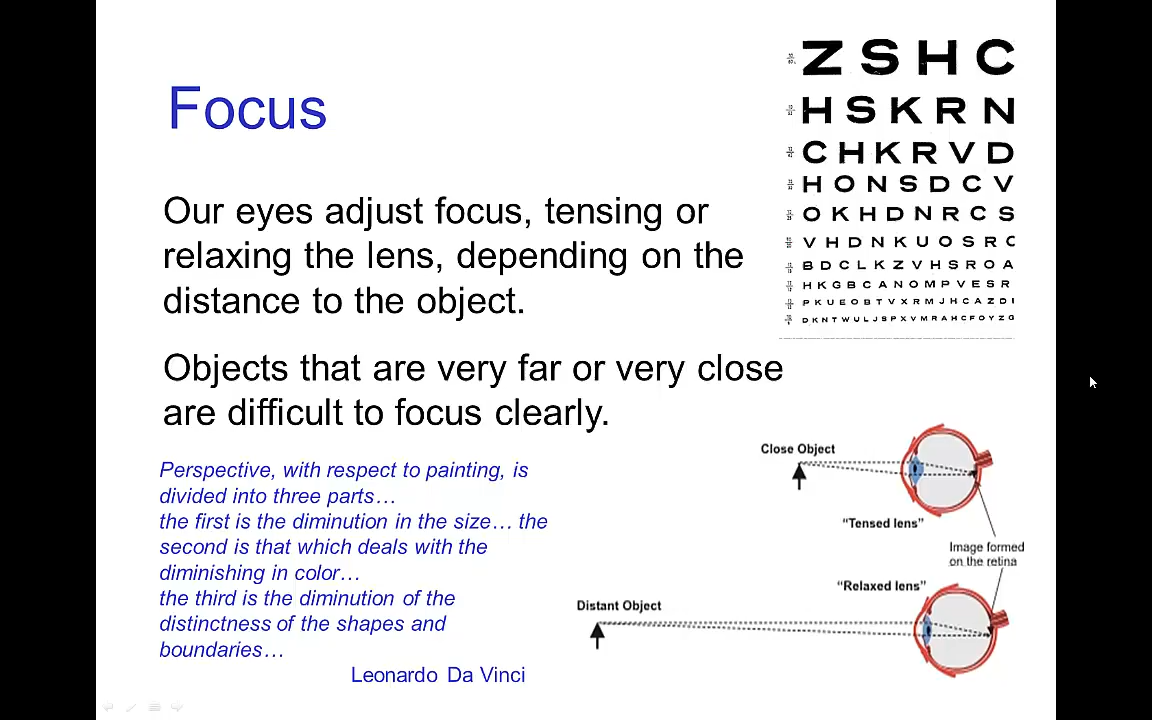 Focus
Our eyes adjust focus, tensing or
relaxing the lens, depending on the
distance to the object.
Objects that are very far or very close
are difficult to focus clearly.
Perspective, with respect to painting, is
divided into three parts…
the first is the diminution in the size… the
second is that which deals with the
diminishing in color…
the third is the diminution of the
distinctness of the shapes and
boundaries…
Leonardo Da Vinci
Z S H C
H S K R N
C H K R V D
H O N S D C V
O K H D N R C S
V H D N K U O S R C
B D C L K Z V H S R O A
H K G B C A N O M P V E S R
P K U E O B T V X R M J H C A Z D I
D K N T W U L J S P X V M R A H C F O Y Z G
Close Object
"Tensed lens"
Image formed
on the retina
"Relaxed lens"
Distant Object